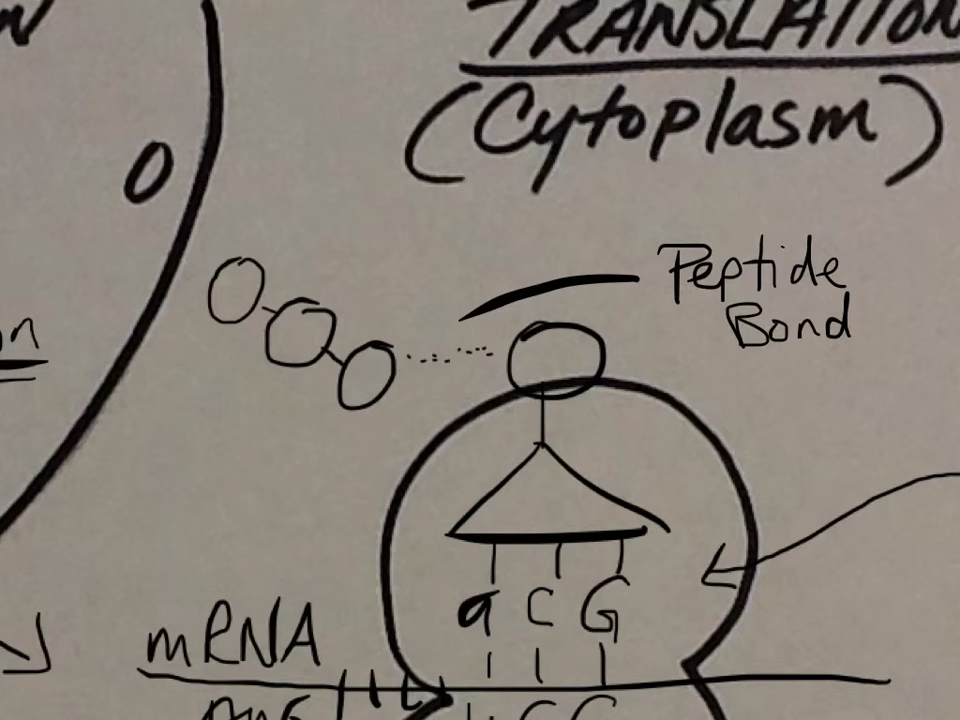 TRANSLATION
(Cytoplasm)
O
Peptide
Bond
a C G
mRNA